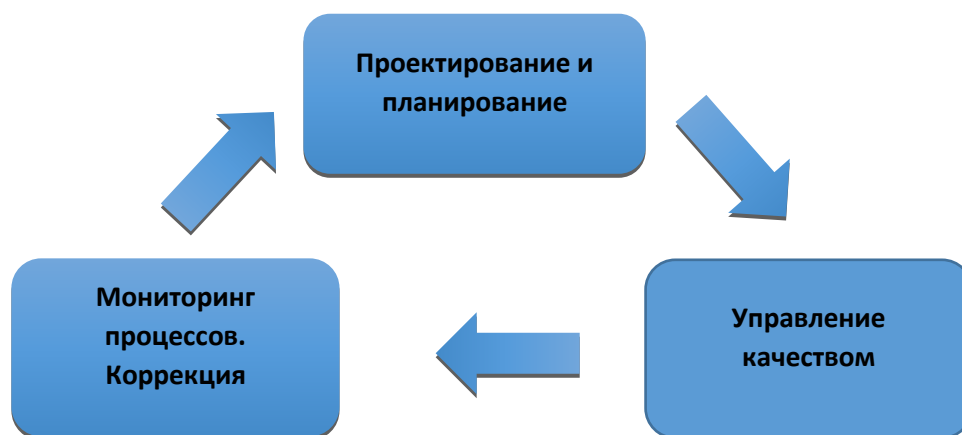 Проектирование и
планирование
Мониторинг
процессов.
Коррекция
Управление
качеством